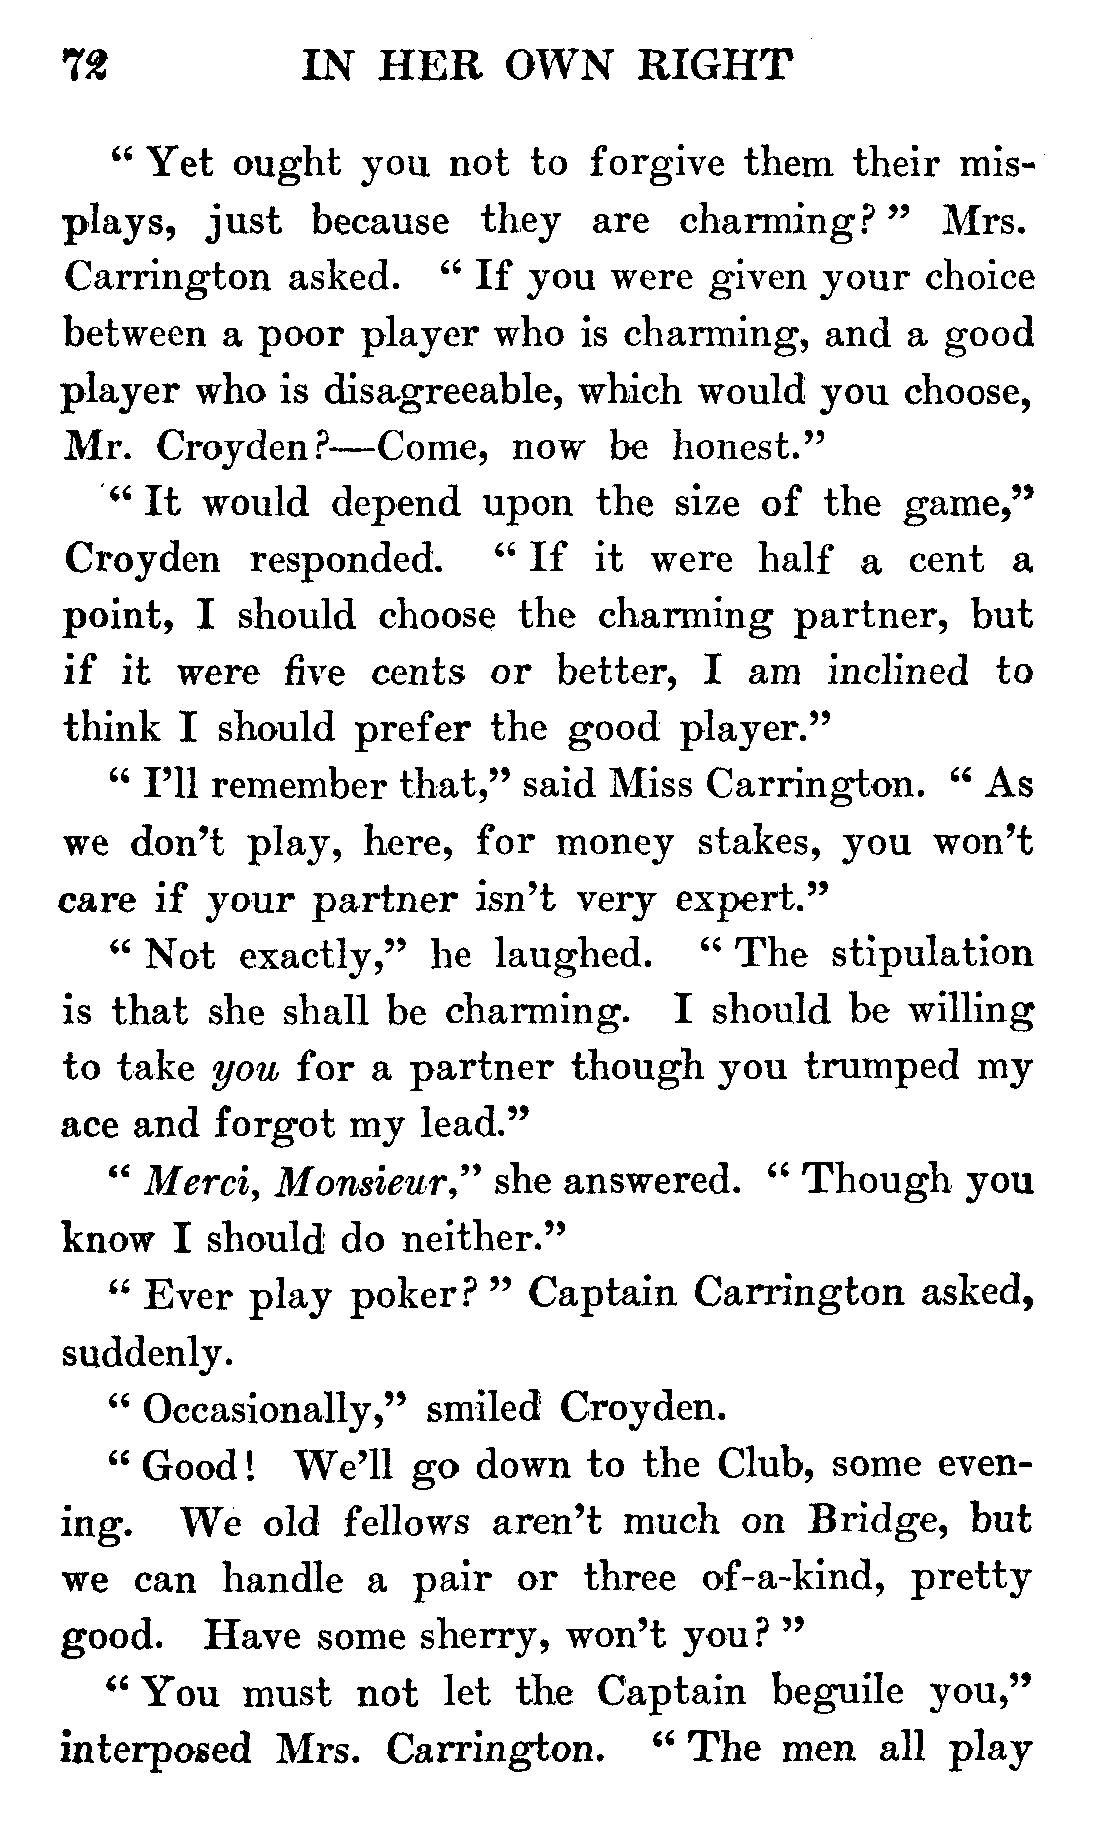 72 IN HER OWN RIGHT
“ Yet ought you not to forgive them their mis-
plays, just because they are charming? ” Mrs.
Carrington asked. “ If you were given your choice
between a poor player who is charming, and a good
player who is disagreeable, which would you choose,
Mr. Croyden?—Come, now be honest.”
“ It would depend upon the size of the game,”
Croyden responded. “ If it were half a cent a
point, I should choose the charming partner, but
if it were five cents or better, I am inclined to
think I should prefer the good player.”
“ I’ll remember that,” said Miss Carrington. “ As
we don’t play, here, for money stakes, you won’t
care if your partner isn’t very expert.”
“ Not exactly,” he laughed. “ The stipulation
is that she shall be charming. I should be willing
to take you for a partner though you trumped my
ace and forgot my lead.”
“ Merci, Monsieur,” she answered. “ Though you
know I should do neither.”
“ Ever play poker? ” Captain Carrington asked,
suddenly.
“ Occasionally,” smiled Croyden.
“ Good! We’ll go down to the Club, some even-
ing. We old fellows aren’t much on Bridge, but
we can handle a pair or three of-a-kind, pretty
good. Have some sherry, won’t you? ”
“ You must not let the Captain beguile you,”
interposed Mrs. Carrington. “ The men all play